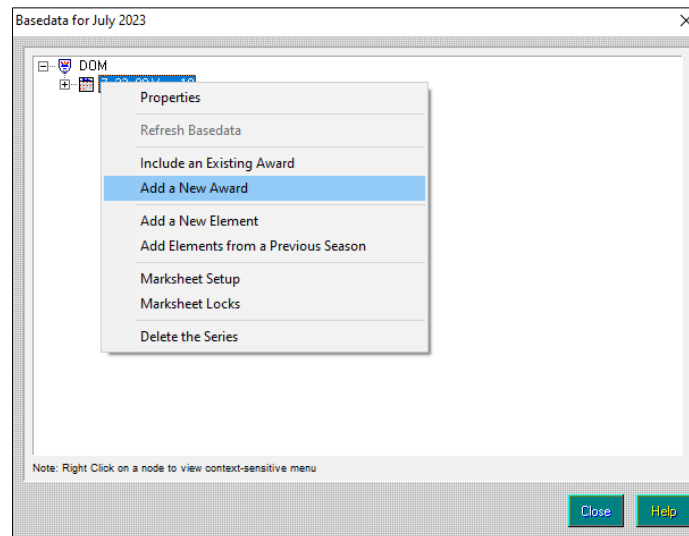 Basedata for July 2023
DOM
Properties
Refresh Basedata
Include an Existing Award
Add a New Award
Add a New Element
Add Elements from a Previous Season
Marksheet Setup
Marksheet Locks
Delete the Series
Note: Right Click on a node to view context-sensitive menu
Close
Help